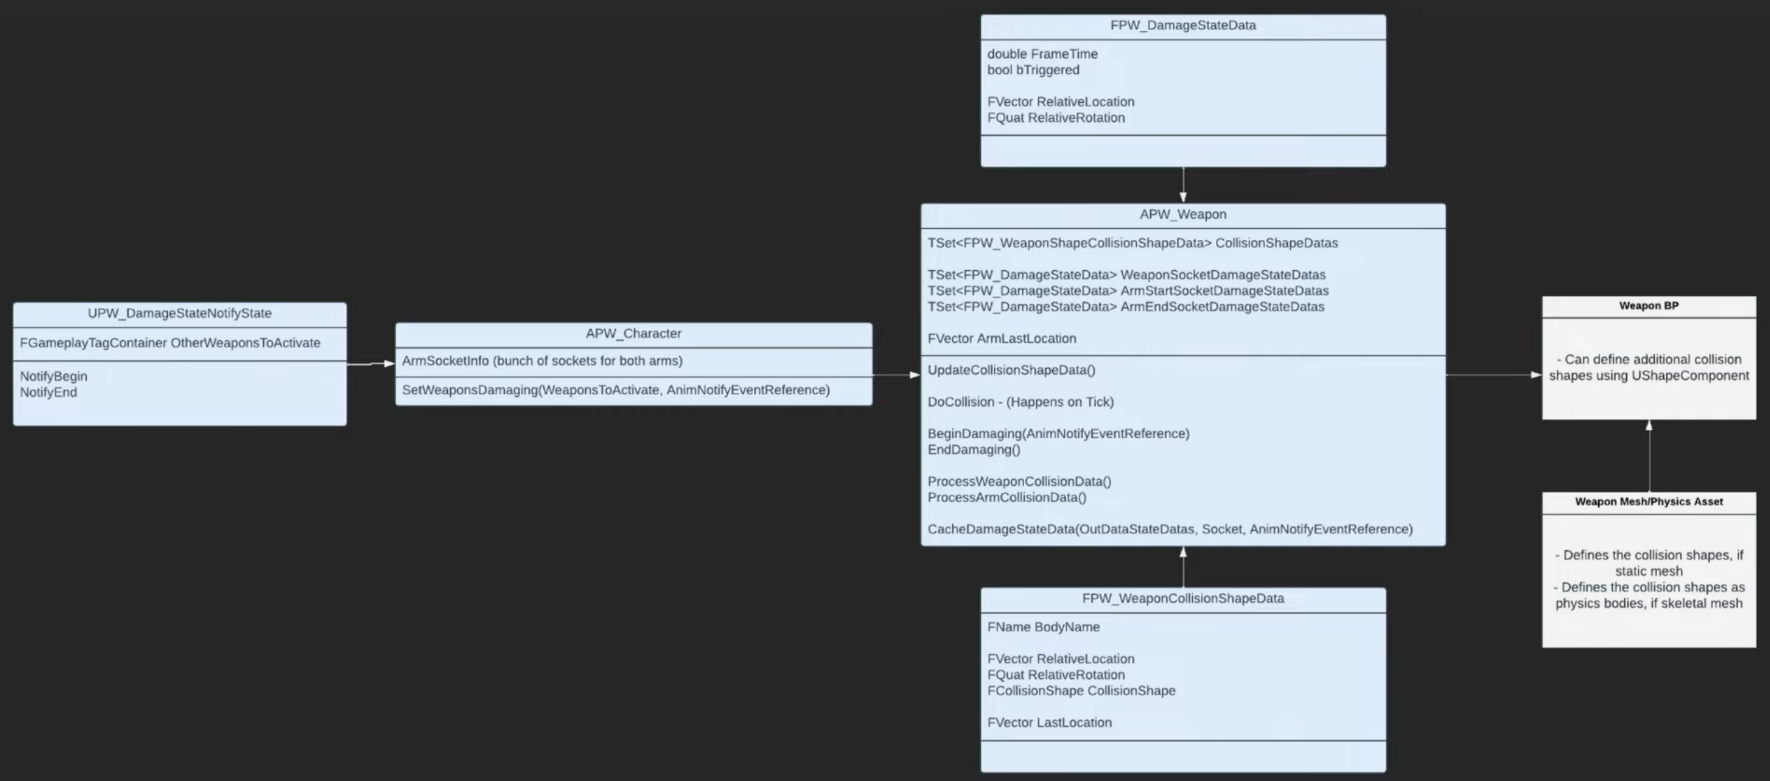 FPW_DamageStateData
double FrameTime
bool bTriggered
FVector RelativeLocation
FQuat RelativeRotation
UPW_DamageStateNotifyState
FGameplayTagContainer OtherWeaponsToActivate
NotifyBegin
NotifyEnd
APW_Character
ArmSocketInfo (bunch of sockets for both arms)
SetWeaponsDamaging(WeaponsToActivate, AnimNotifyEventReference)
APW_Weapon
TSet<FPW_WeaponShapeCollisionShapeData> CollisionShapeDatas
TSet<FPW_DamageStateData> WeaponSocketDamageStateDatas
TSet<FPW_DamageStateData> ArmStartSocketDamageStateDatas
TSet<FPW_DamageStateData> ArmEndSocketDamageStateDatas
FVector ArmLastLocation
UpdateCollisionShapeData()
DoCollision - (Happens on Tick)
BeginDamaging(AnimNotifyEventReference)
EndDamaging()
ProcessWeaponCollisionData()
ProcessArmCollisionData()
CacheDamageStateData(OutDataStateDatas, Socket, AnimNotifyEventReference)
FPW_WeaponCollisionShapeData
FName BodyName
FVector RelativeLocation
FQuat RelativeRotation
FCollisionShape CollisionShape
FVector LastLocation
Weapon BP
- Can define additional collision
shapes using UShapeComponent
Weapon Mesh/Physics Asset
- Defines the collision shapes, if
static mesh
- Defines the collision shapes as
physics bodies, if skeletal mesh